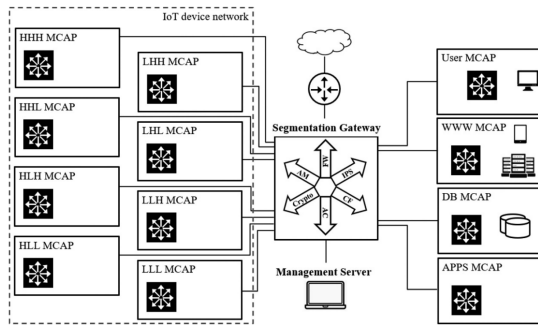 IoT device network
HHH MCAP
LHH MCAP
HHL MCAP
LHL MCAP
HLH MCAP
LLH MCAP
HLL MCAP
LLL MCAP
Segmentation Gateway
FW
IPS
CF
AC
Crypto
AM
Management Server
User MCAP
WWW MCAP
DB MCAP
APPS MCAP